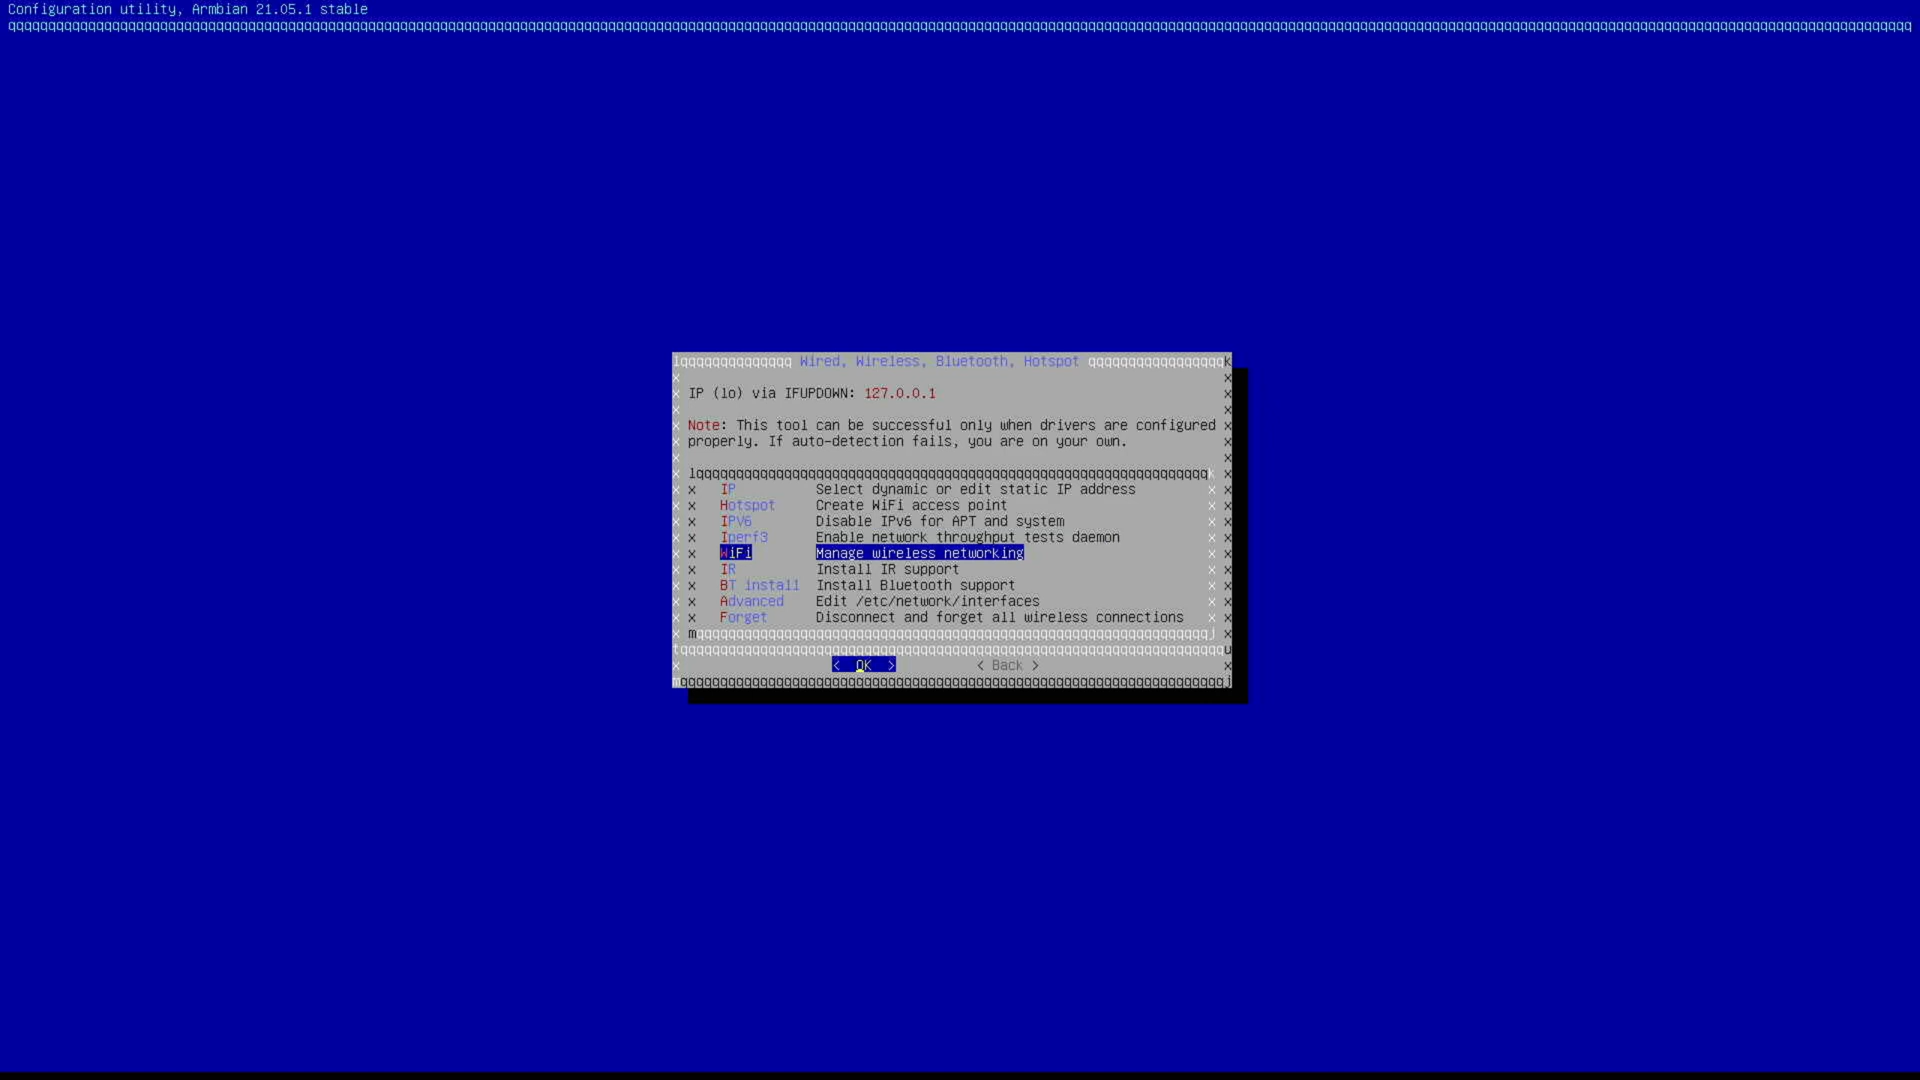 Configuration utility, Armbian 21.05.1 stable
Wired, Wireless, Bluetooth, Hotspot
IP (lo) via IFUPDOWN: 127.0.0.1
Note: This tool can be successful only when drivers are configured
properly. If auto-detection fails, you are on your own.
x IP Select dynamic or edit static IP address x
x Hotspot Create WiFi access point x
x IPV6 Disable IPv6 for APT and system x
x Iperf3 Enable network throughput tests daemon x
x WiFi Manage wireless networking x
x IR Install IR support x
x BT install Install Bluetooth support x
x Advanced Edit /etc/network/interfaces x
x Forget Disconnect and forget all wireless connections x
< OK > < Back >